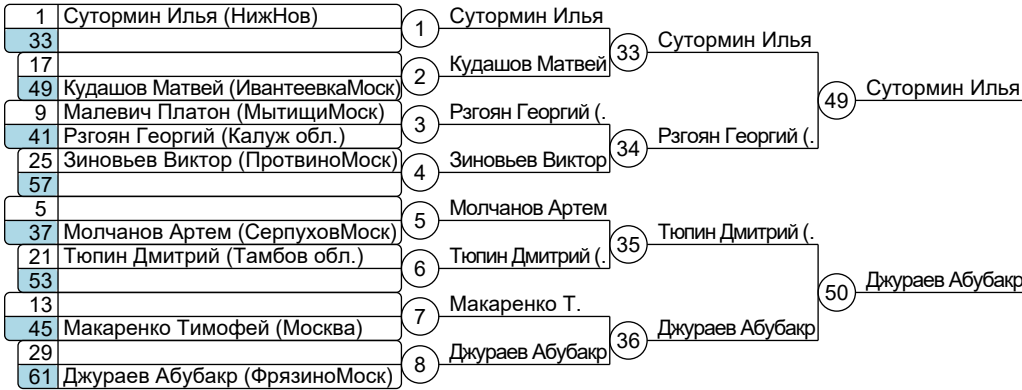 1 Сутормин Илья (НижНов)
33
17
49 Кудашов Матвей (ИвантеевкаМоск)
9 Малевич Платон (МытищиМоск)
41 Рзгоян Георгий (Калуж обл.)
25 Зиновьев Виктор (ПротвиноМоск)
57
5
37 Молчанов Артем (СерпуховМоск)
21 Тюпин Дмитрий (Тамбов обл.)
53
13
45 Макаренко Тимофей (Москва)
29
61 Джураев Абубакр (ФрязиноМоск)
1 Сутормин Илья
2 Кудашов Матвей
3 Рзгоян Георгий (.
4 Зиновьев Виктор
5 Молчанов Артем
6 Тюпин Дмитрий (.
7 Макаренко Т.
8 Джураев Абубакр
33 Сутормин Илья
34 Рзгоян Георгий (.
35 Тюпин Дмитрий (.
36 Джураев Абубакр
49 Сутормин Илья
50 Джураев Абубакр